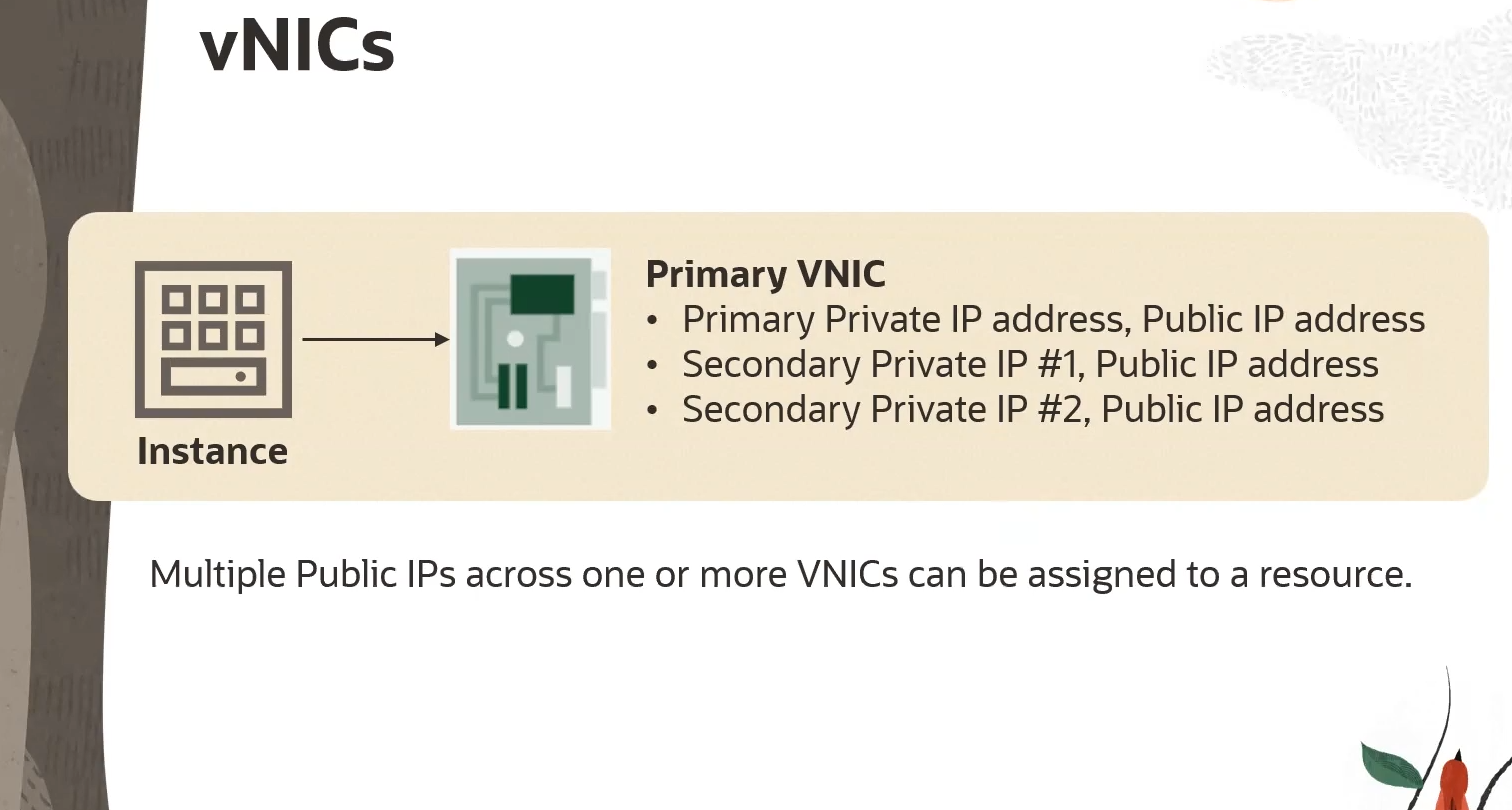 vNICs
Primary VNIC
• Primary Private IP address, Public IP address
• Secondary Private IP #1, Public IP address
• Secondary Private IP #2, Public IP address
Instance
Multiple Public IPs across one or more VNICs can be assigned to a resource.